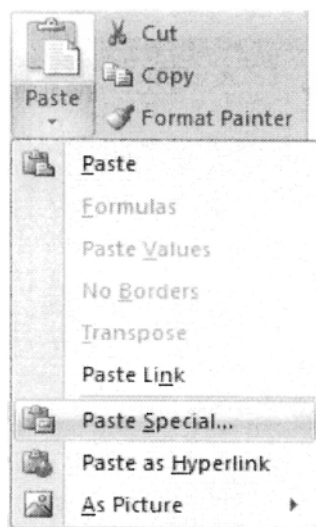 Cut
Copy
Paste
Format Painter
Paste
Formulas
Paste Values
No Borders
Transpose
Paste Link
Paste Special...
Paste as Hyperlink
As Picture